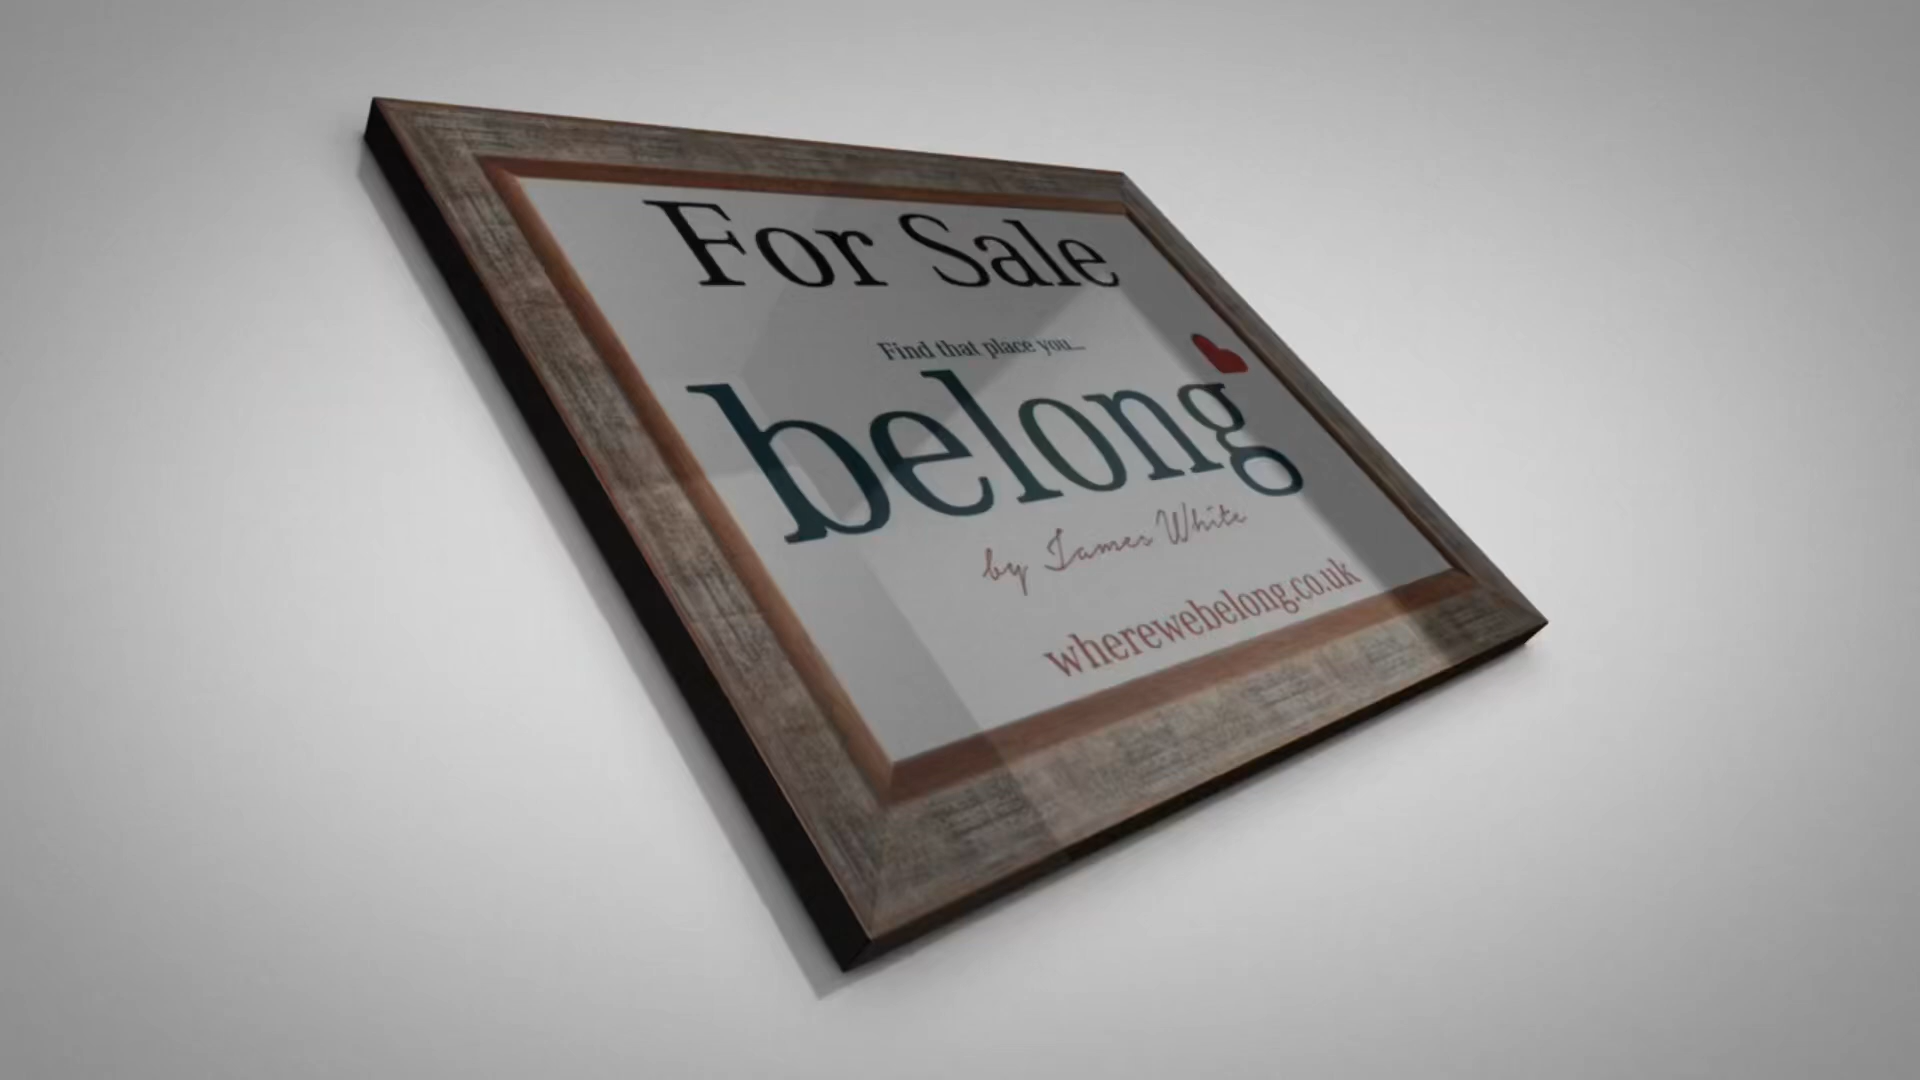 For Sale
Find that place you...
belong
by James White
wherewebelong.co.uk